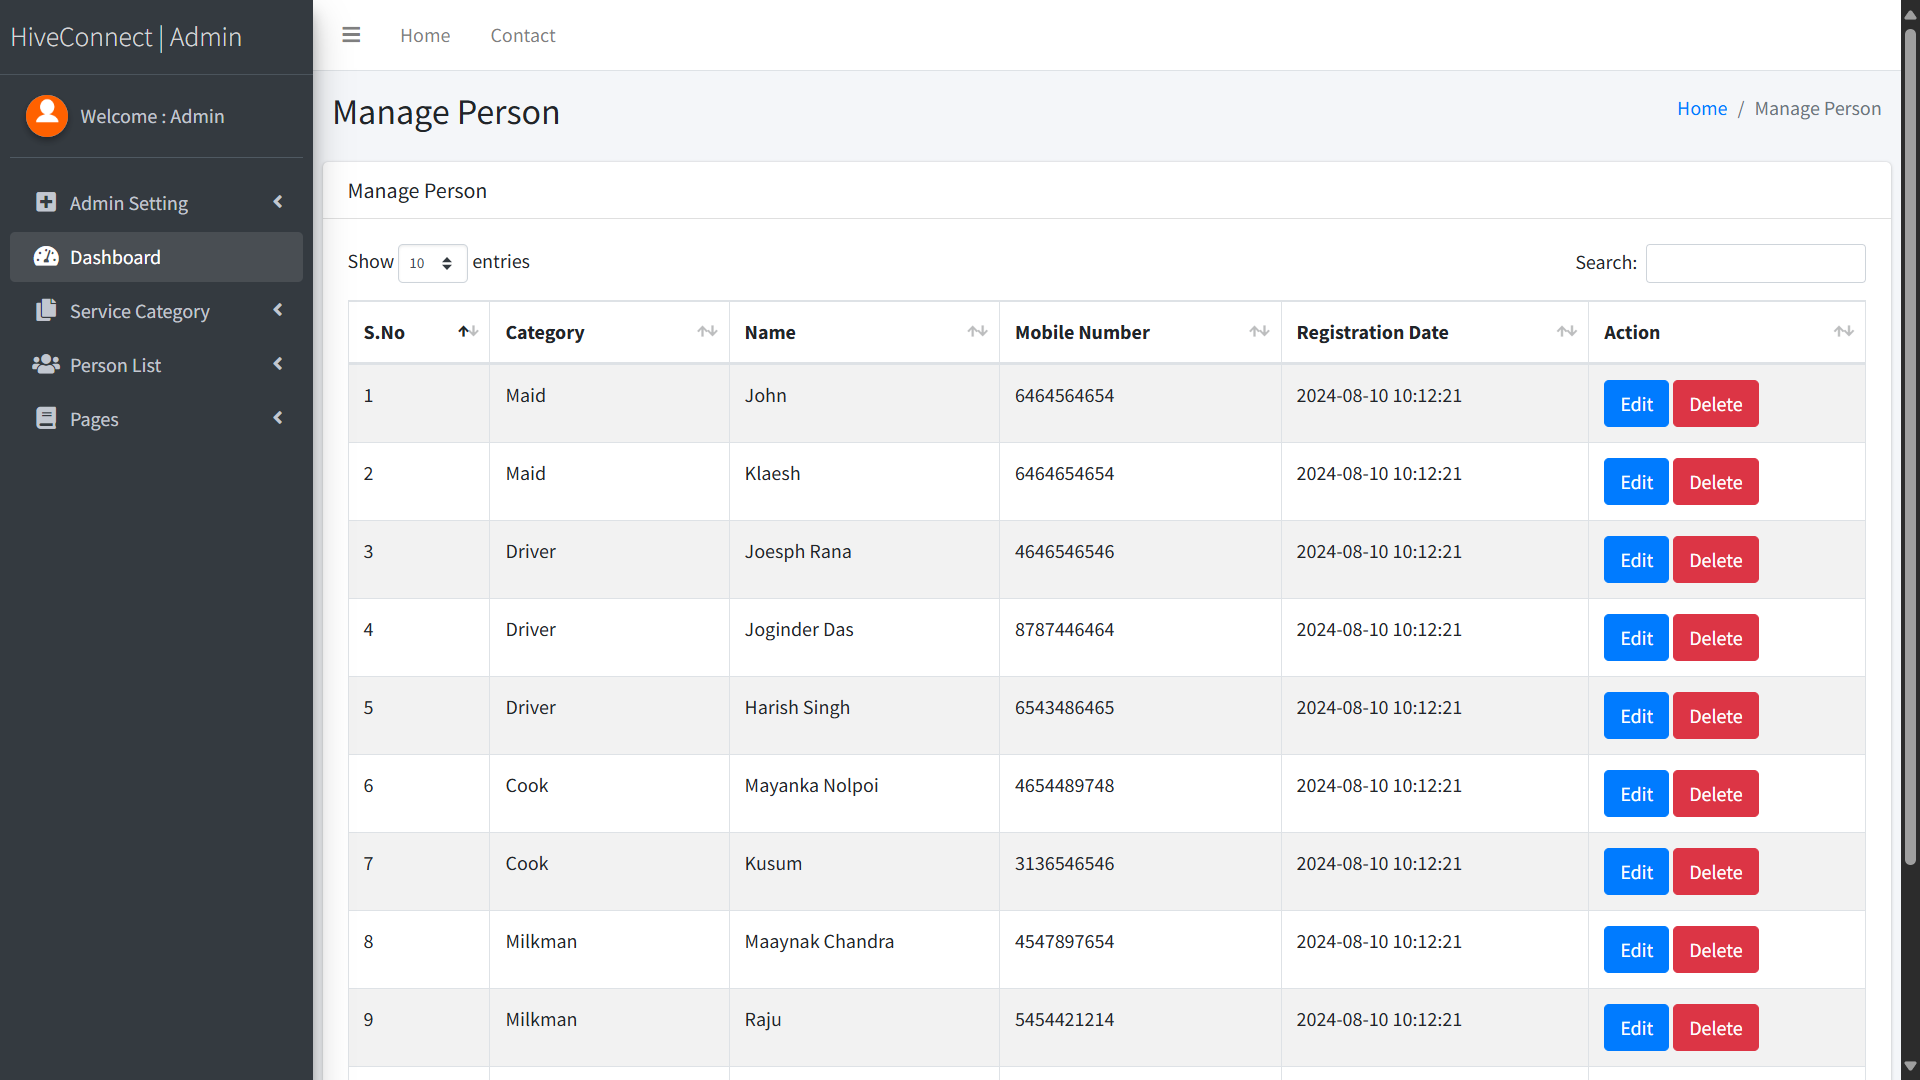 HiveConnect | Admin
Home Contact
Welcome : Admin
Manage Person
Home / Manage Person
Admin Setting
Dashboard
Service Category
Person List
Pages
Manage Person
Show 10 entries
Search:
S.No Category Name Mobile Number Registration Date Action
1 Maid John 6464564654 2024-08-10 10:12:21 Edit Delete
2 Maid Klaesh 6464654654 2024-08-10 10:12:21 Edit Delete
3 Driver Joesph Rana 4646546546 2024-08-10 10:12:21 Edit Delete
4 Driver Joginder Das 8787446464 2024-08-10 10:12:21 Edit Delete
5 Driver Harish Singh 6543486465 2024-08-10 10:12:21 Edit Delete
6 Cook Mayanka Nolpoi 4654489748 2024-08-10 10:12:21 Edit Delete
7 Cook Kusum 3136546546 2024-08-10 10:12:21 Edit Delete
8 Milkman Maaynak Chandra 4547897654 2024-08-10 10:12:21 Edit Delete
9 Milkman Raju 5454421214 2024-08-10 10:12:21 Edit Delete